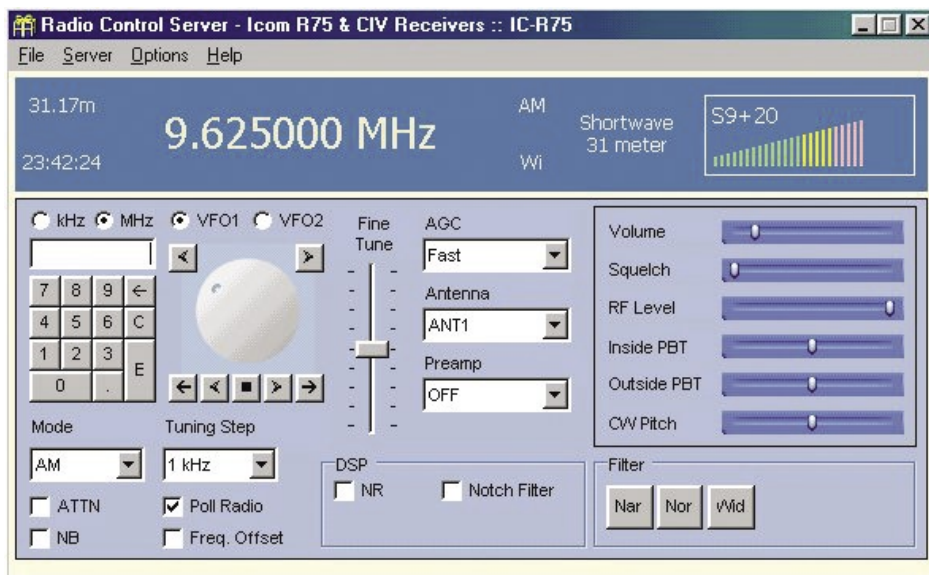 Radio Control Server - Icom R75 & CIV Receivers :: IC-R75
File Server Options Help
31.17m
9.625000 MHz
AM
Shortwave
31 meter
S9+20
23:42:24
Wi
kHz MHz VFO1 VFO2
Fine
Tune
AGC
Fast
Antenna
ANT1
Preamp
OFF
7 8 9 ←
4 5 6 C
1 2 3 E
0 .
Mode
AM
Tuning Step
1 kHz
ATTN
Poll Radio
NB
Freq. Offset
DSP
NR Notch Filter
Volume
Squelch
RF Level
Inside PBT
Outside PBT
CW Pitch
Filter
Nar Nor Wid